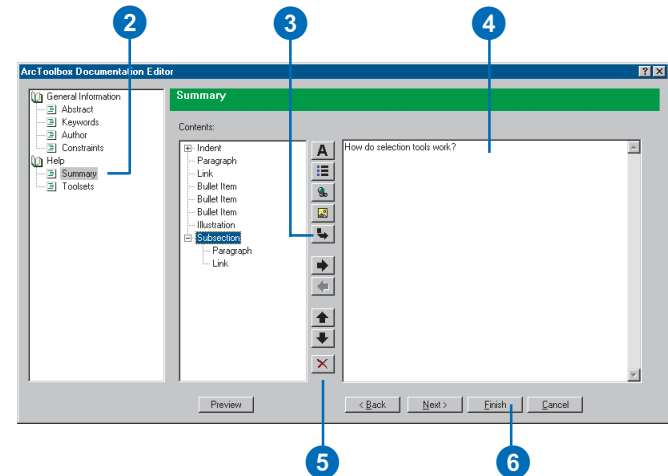 2
3
4
ArcToolbox Documentation Editor
General Information
Abstract
Keywords
Author
Constraints
Help
Summary
Toolsets
Summary
Contents:
Indent
Paragraph
Link
Bullet Item
Bullet Item
Bullet Item
Illustration
Subsection
Paragraph
Link
A
How do selection tools work?
Preview
< Back
Next >
Finish
Cancel
5
6